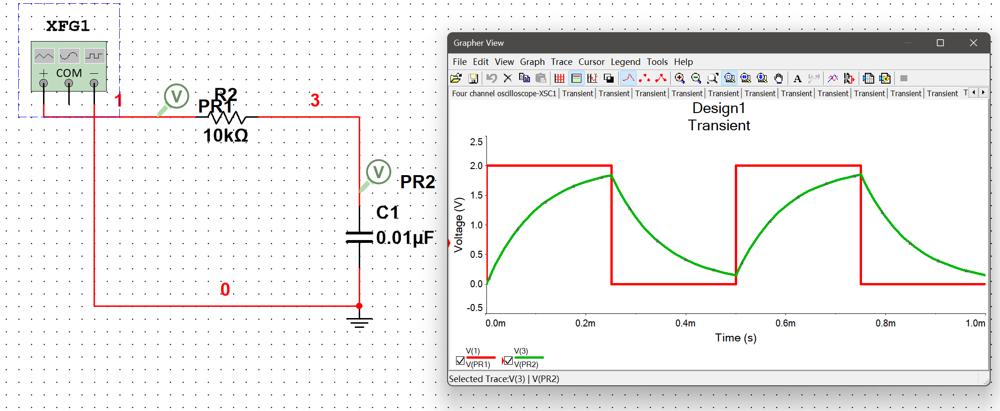 XFG1
+ COM −
1
V
R2
PR1
10kΩ
3
V
PR2
C1
0.01µF
0
Grapher View
File Edit View Graph Trace Cursor Legend Tools Help
A
Four channel oscilloscope-XSC1 Transient Transient Transient Transient Transient Transient Transient Transient Transient Transient Transient T
Design1
Transient
2.5
2.0
1.5
1.0
0.5
0.0
-0.5
Voltage (V)
0.0m 0.2m 0.4m 0.6m 0.8m 1.0m
Time (s)
V(1) V(3)
V(PR1) V(PR2)
Selected Trace:V(3) | V(PR2)